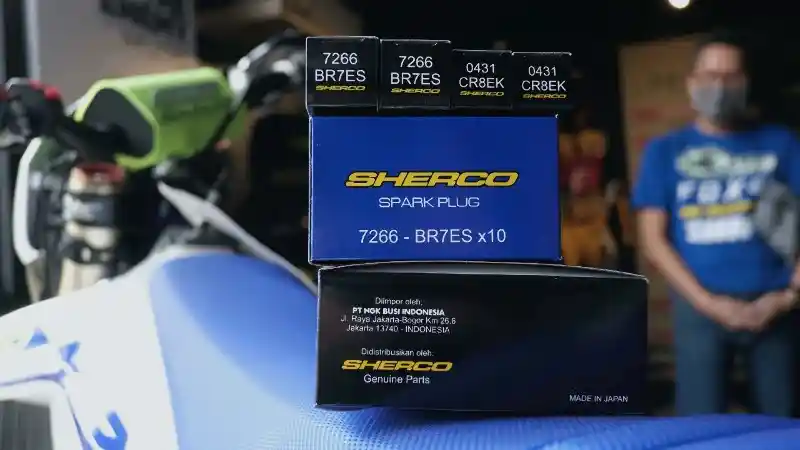 7266
BR7ES
SHERCO
7266
BR7ES
SHERCO
0431
CR8EK
SHERCO
0431
CR8EK
SHERCO
SHERCO
SPARK PLUG
7266 - BR7ES x10
Diimpor oleh;
PT NGK BUSI INDONESIA
Jl. Raya Jakarta-Bogor Km 26,6
Jakarta 13740 - INDONESIA
Didistribusikan oleh:
SHERCO
Genuine Parts
MADE IN JAPAN